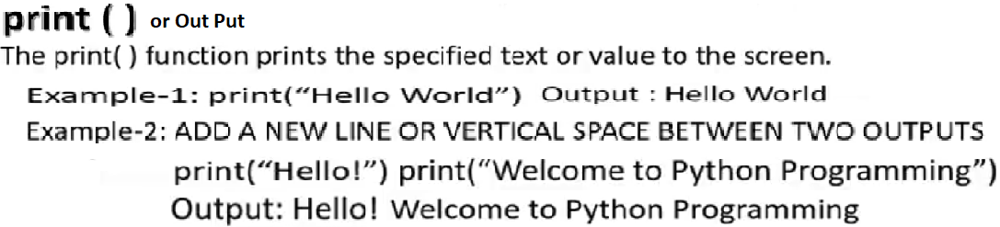 print ( ) or Out Put
The print( ) function prints the specified text or value to the screen.
Example-1: print(“Hello World”) Output : Hello World
Example-2: ADD A NEW LINE OR VERTICAL SPACE BETWEEN TWO OUTPUTS
print(“Hello!”) print(“Welcome to Python Programming”)
Output: Hello! Welcome to Python Programming